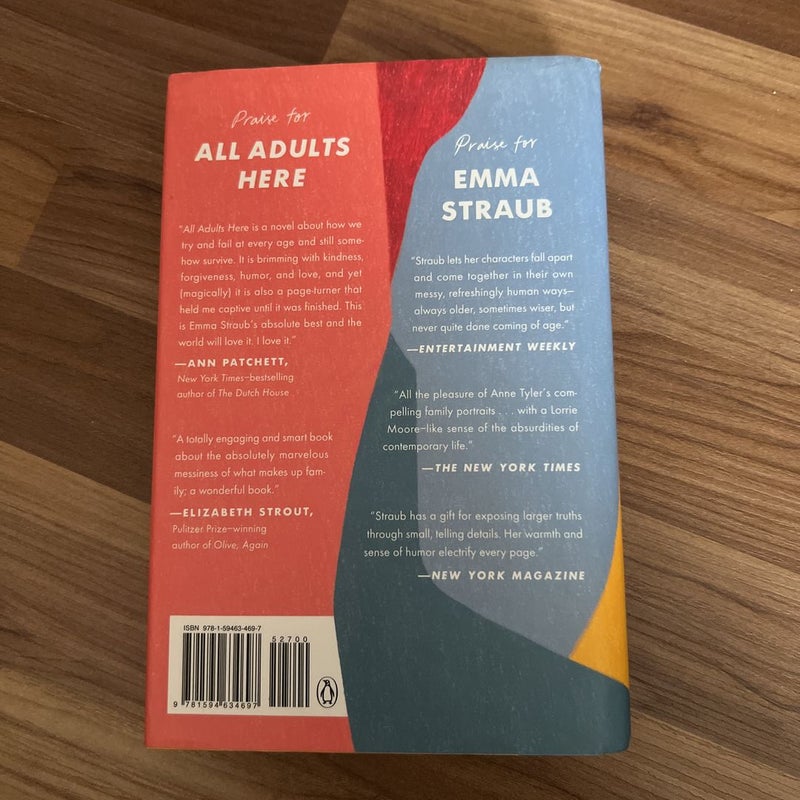 Praise for
ALL ADULTS
HERE
"All Adults Here is a novel about how we
try and fail at every age and still some-
how survive. It is brimming with kindness,
forgiveness, humor, and love, and yet
(magically) it is also a page-turner that
held me captive until it was finished. This
is Emma Straub's absolute best and the
world will love it. I love it."
—ANN PATCHETT,
New York Times–bestselling
author of The Dutch House
"A totally engaging and smart book
about the absolutely marvelous
messiness of what makes up fam-
ily; a wonderful book."
—ELIZABETH STROUT,
Pulitzer Prize–winning
author of Olive, Again
Praise for
EMMA
STRAUB
"Straub lets her characters fall apart
and come together in their own
messy, refreshingly human ways—
always older, sometimes wiser, but
never quite done coming of age."
—ENTERTAINMENT WEEKLY
"All the pleasure of Anne Tyler's com-
pelling family portraits . . . with a Lorrie
Moore–like sense of the absurdities of
contemporary life."
—THE NEW YORK TIMES
"Straub has a gift for exposing larger truths
through small, telling details. Her warmth and
sense of humor electrify every page."
—NEW YORK MAGAZINE
ISBN 978-1-59463-469-7
52700
9 781594 634697